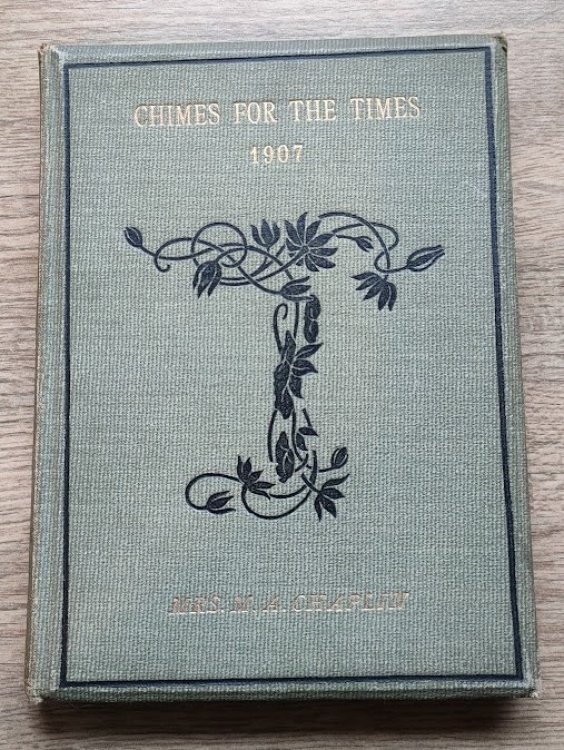 CHIMES FOR THE TIMES
1907
MRS. M. A. CHAPLIN